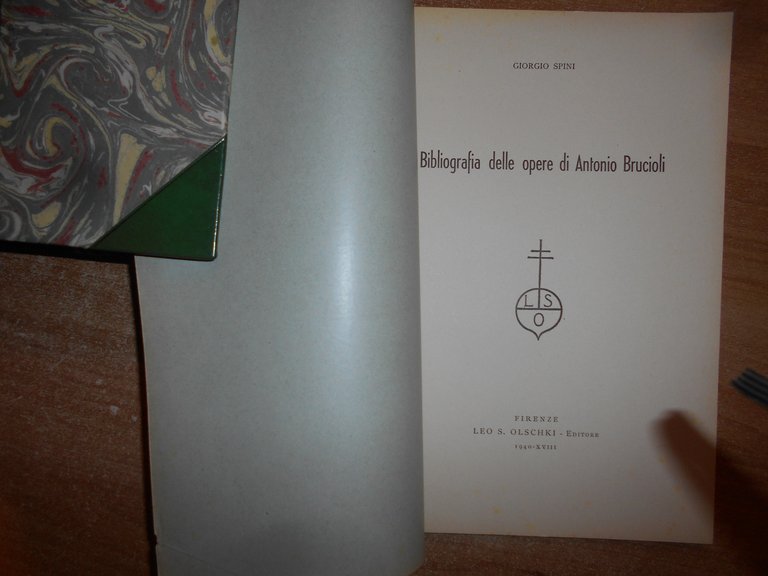 GIORGIO SPINI
Bibliografia delle opere di Antonio Brucioli
L S
O
FIRENZE
LEO S. OLSCHKI - EDITORE
1940-XVIII